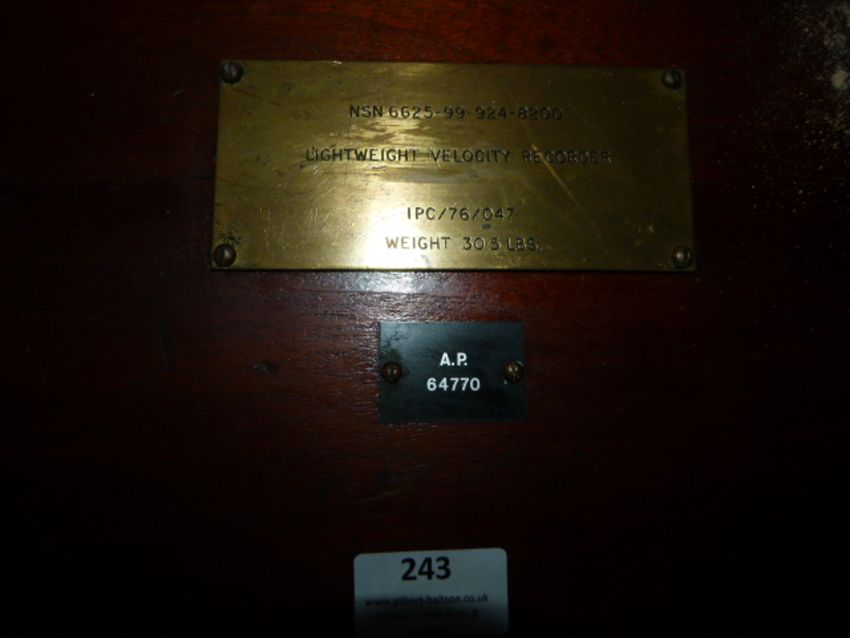 NSN 6625-99-924-8200
LIGHTWEIGHT VELOCITY RECORDER
IPC/76/047
WEIGHT 30·5 LBS.
A.P.
64770
243
www.gilbert-baitson.co.uk